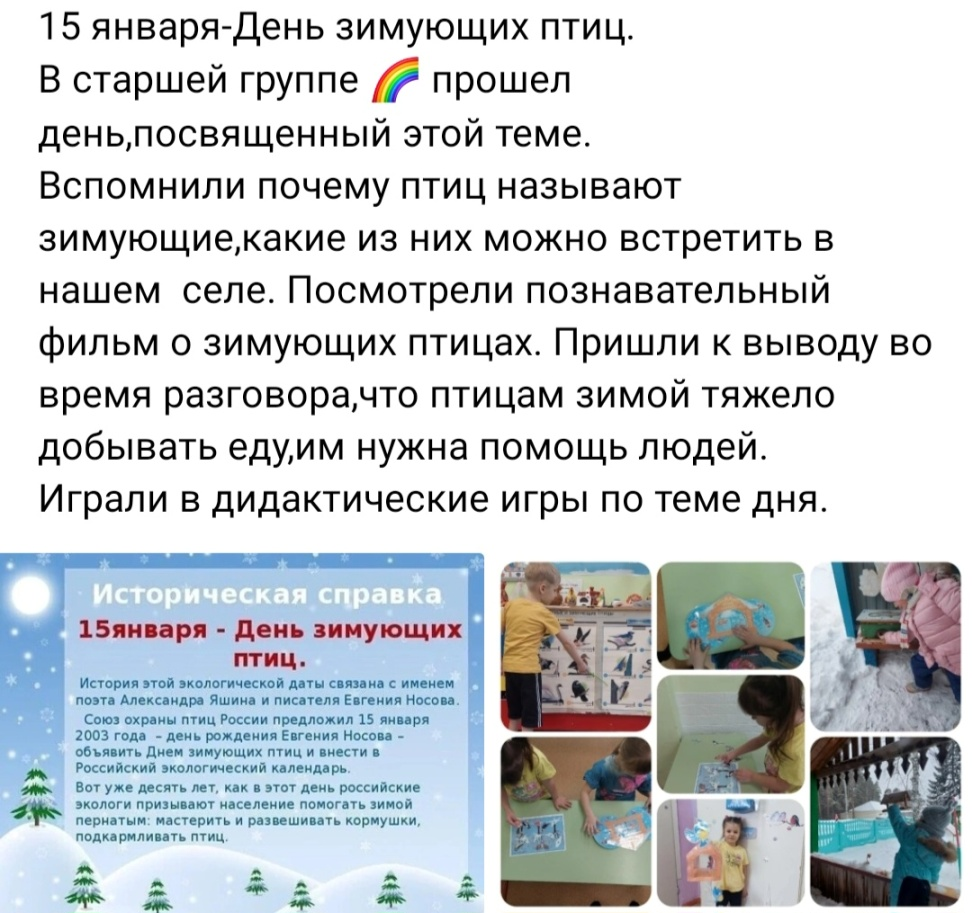 15 января-День зимующих птиц.
В старшей группе 🌈 прошел
день,посвященный этой теме.
Вспомнили почему птиц называют
зимующие,какие из них можно встретить в
нашем  селе. Посмотрели познавательный
фильм о зимующих птицах. Пришли к выводу во
время разговора,что птицам зимой тяжело
добывать еду,им нужна помощь людей.
Играли в дидактические игры по теме дня.
Историческая справка
15января - День зимующих
птиц.
История этой экологической даты связана с именем
поэта Александра Яшина и писателя Евгения Носова.
Союз охраны птиц России предложил 15 января
2003 года – день рождения Евгения Носова –
объявить Днем зимующих птиц и внести в
Российский экологический календарь.
Вот уже десять лет, как в этот день российские
экологи призывают население помогать зимой
пернатым: мастерить и развешивать кормушки,
подкармливать птиц.